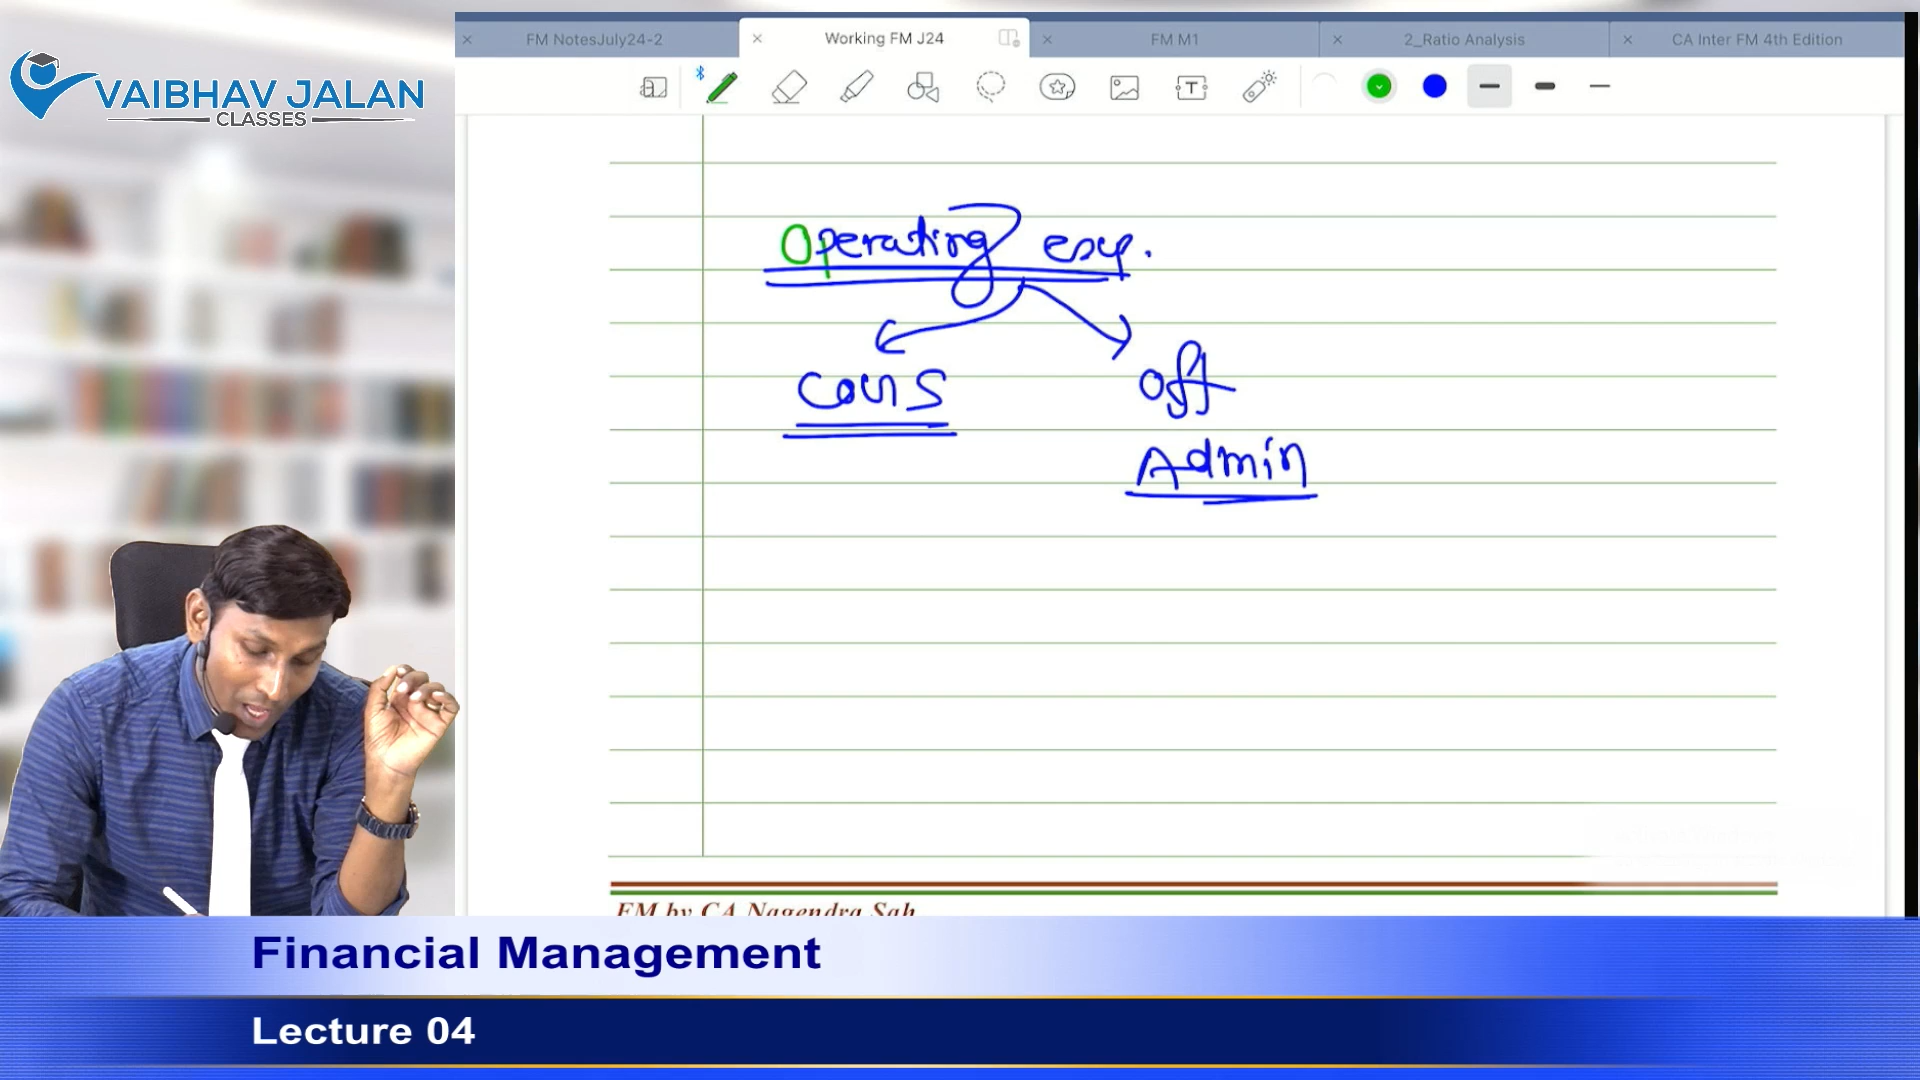 VAIBHAV JALAN
CLASSES
FM NotesJuly24-2
Working FM J24
FM M1
2_Ratio Analysis
CA Inter FM 4th Edition
Operating exp.
COGS
Off
Admin
FM by CA Nagendra Sah
Financial Management
Lecture 04